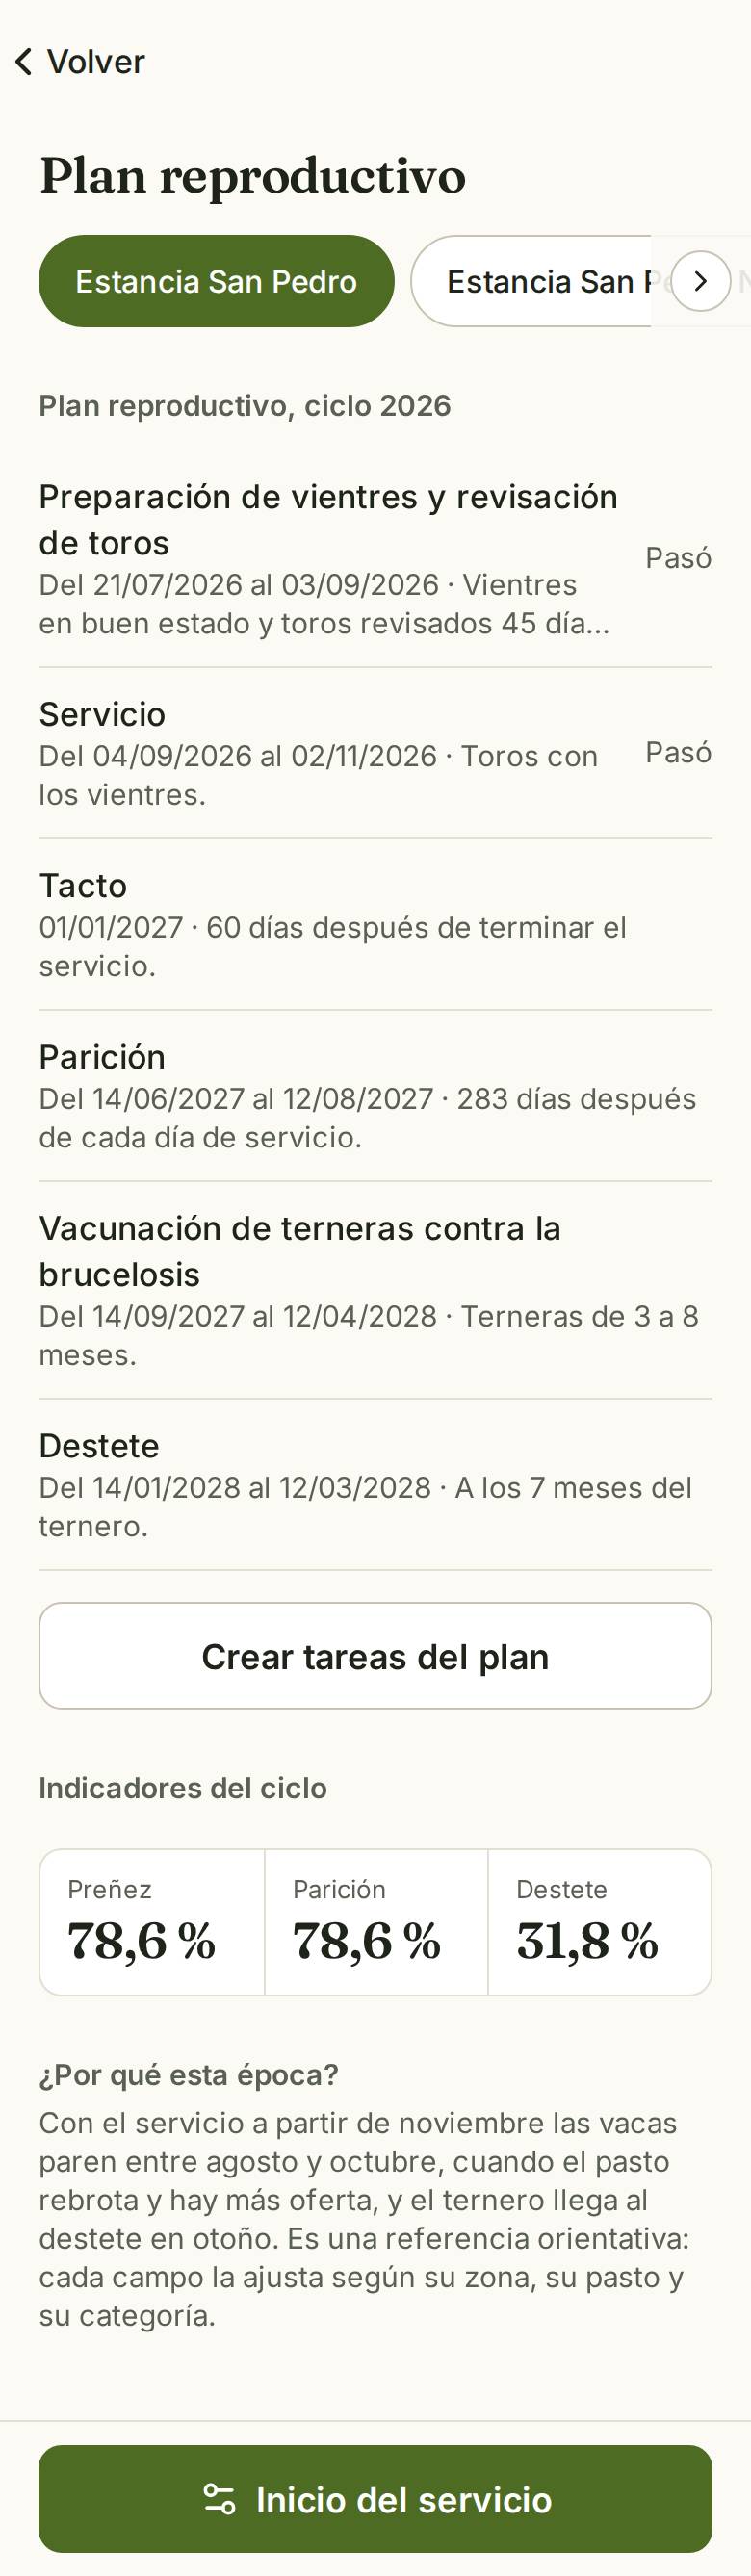 Volver
Plan reproductivo
Estancia San Pedro
Estancia San Pe
Plan reproductivo, ciclo 2026
Preparación de vientres y revisación
de toros
Del 21/07/2026 al 03/09/2026 · Vientres
en buen estado y toros revisados 45 día...
Pasó
Servicio
Del 04/09/2026 al 02/11/2026 · Toros con
los vientres.
Pasó
Tacto
01/01/2027 · 60 días después de terminar el
servicio.
Parición
Del 14/06/2027 al 12/08/2027 · 283 días después
de cada día de servicio.
Vacunación de terneras contra la
brucelosis
Del 14/09/2027 al 12/04/2028 · Terneras de 3 a 8
meses.
Destete
Del 14/01/2028 al 12/03/2028 · A los 7 meses del
ternero.
Crear tareas del plan
Indicadores del ciclo
Preñez
78,6 %
Parición
78,6 %
Destete
31,8 %
¿Por qué esta época?
Con el servicio a partir de noviembre las vacas
paren entre agosto y octubre, cuando el pasto
rebrota y hay más oferta, y el ternero llega al
destete en otoño. Es una referencia orientativa:
cada campo la ajusta según su zona, su pasto y
su categoría.
Inicio del servicio